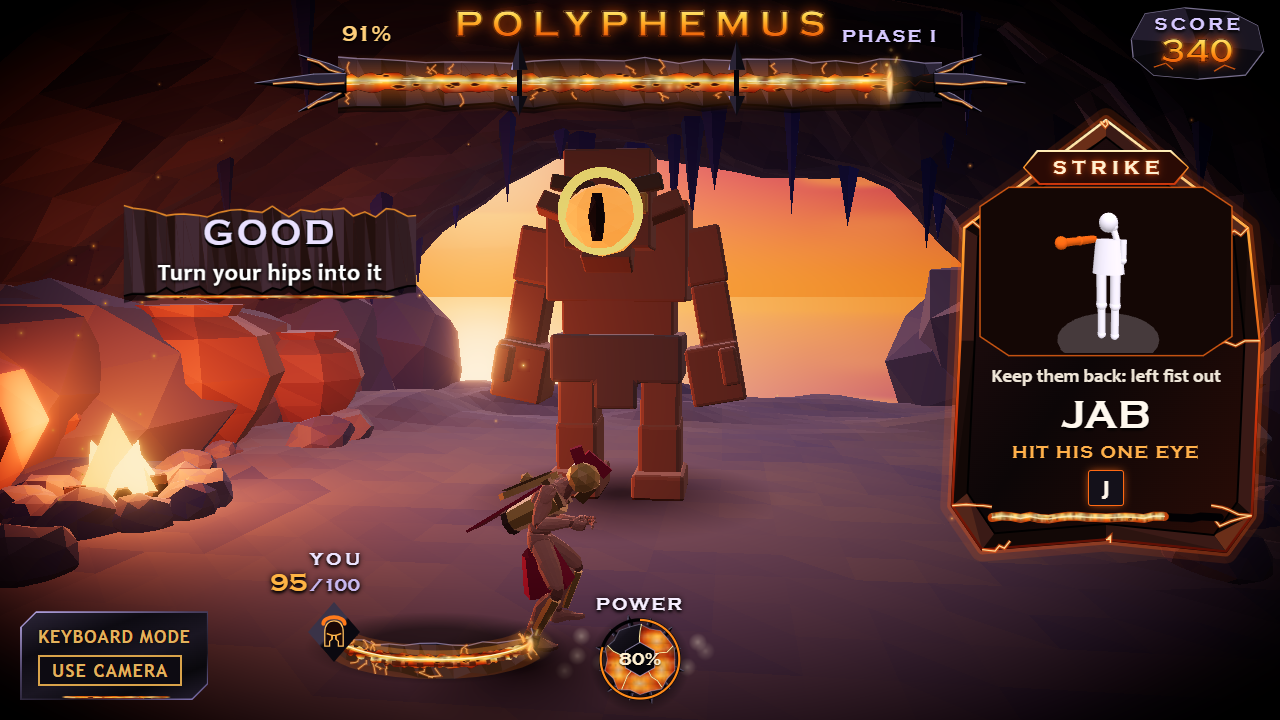 POLYPHEMUS
91%
PHASE I
SCORE
340
STRIKE
GOOD
Turn your hips into it
Keep them back: left fist out
JAB
HIT HIS ONE EYE
J
YOU
95/100
POWER
80%
KEYBOARD MODE
USE CAMERA